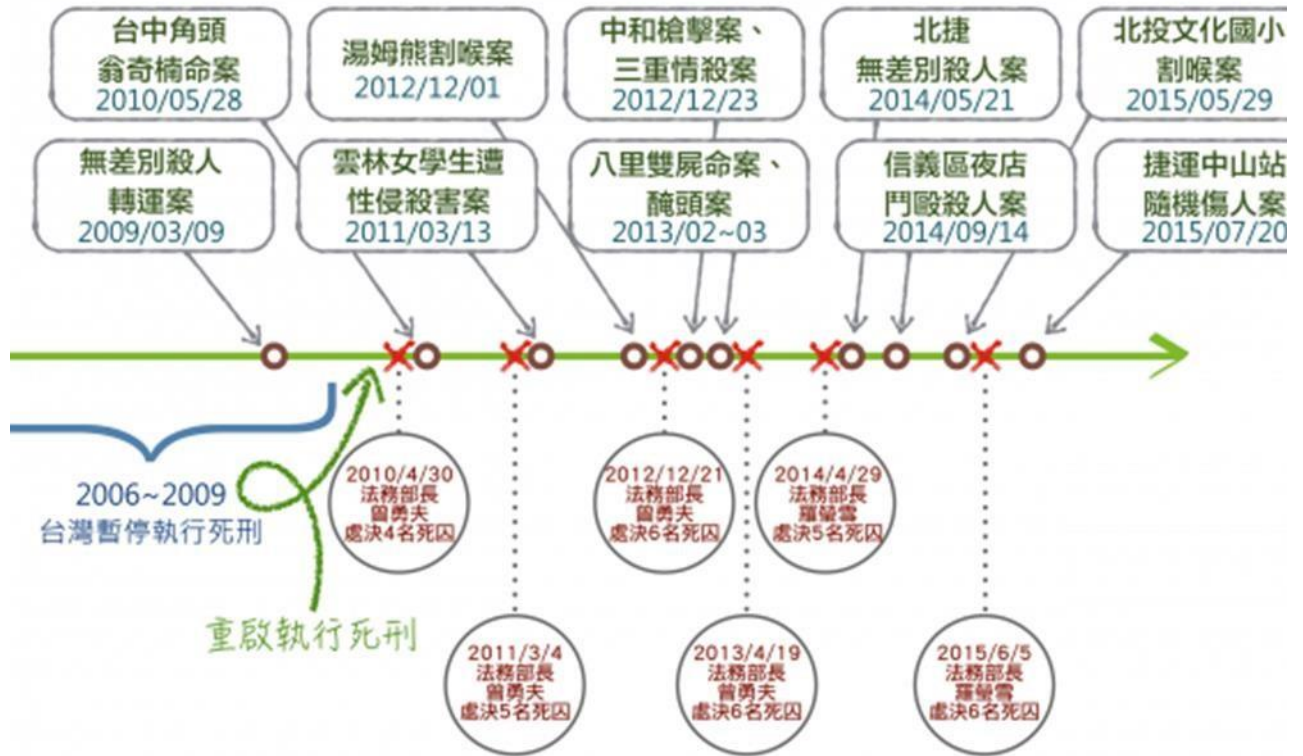 台中角頭
翁奇楠命案
2010/05/28
湯姆熊割喉案
2012/12/01
中和槍擊案、
三重情殺案
2012/12/23
北捷
無差別殺人案
2014/05/21
北投文化國小
割喉案
2015/05/29
無差別殺人
轉運案
2009/03/09
雲林女學生遭
性侵殺害案
2011/03/13
八里雙屍命案、
醃頭案
2013/02~03
信義區夜店
鬥毆殺人案
2014/09/14
捷運中山站
隨機傷人案
2015/07/20
2006~2009
台灣暫停執行死刑
重啟執行死刑
2010/4/30
法務部長
曾勇夫
處決4名死囚
2012/12/21
法務部長
曾勇夫
處決6名死囚
2014/4/29
法務部長
羅瑩雪
處決5名死囚
2011/3/4
法務部長
曾勇夫
處決5名死囚
2013/4/19
法務部長
曾勇夫
處決6名死囚
2015/6/5
法務部長
羅瑩雪
處決6名死囚